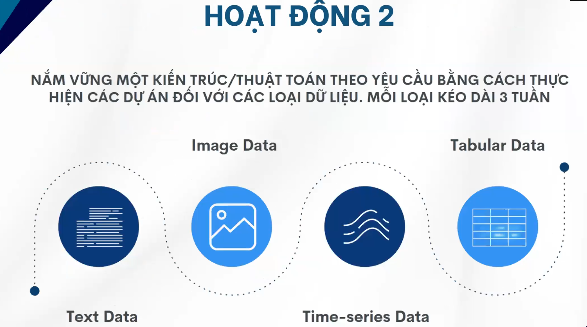 HOẠT ĐỘNG 2
NẮM VỮNG MỘT KIẾN TRÚC/THUẬT TOÁN THEO YÊU CẦU BẰNG CÁCH THỰC
HIỆN CÁC DỰ ÁN ĐỐI VỚI CÁC LOẠI DỮ LIỆU. MỖI LOẠI KÉO DÀI 3 TUẦN
Image Data
Tabular Data
Text Data
Time-series Data